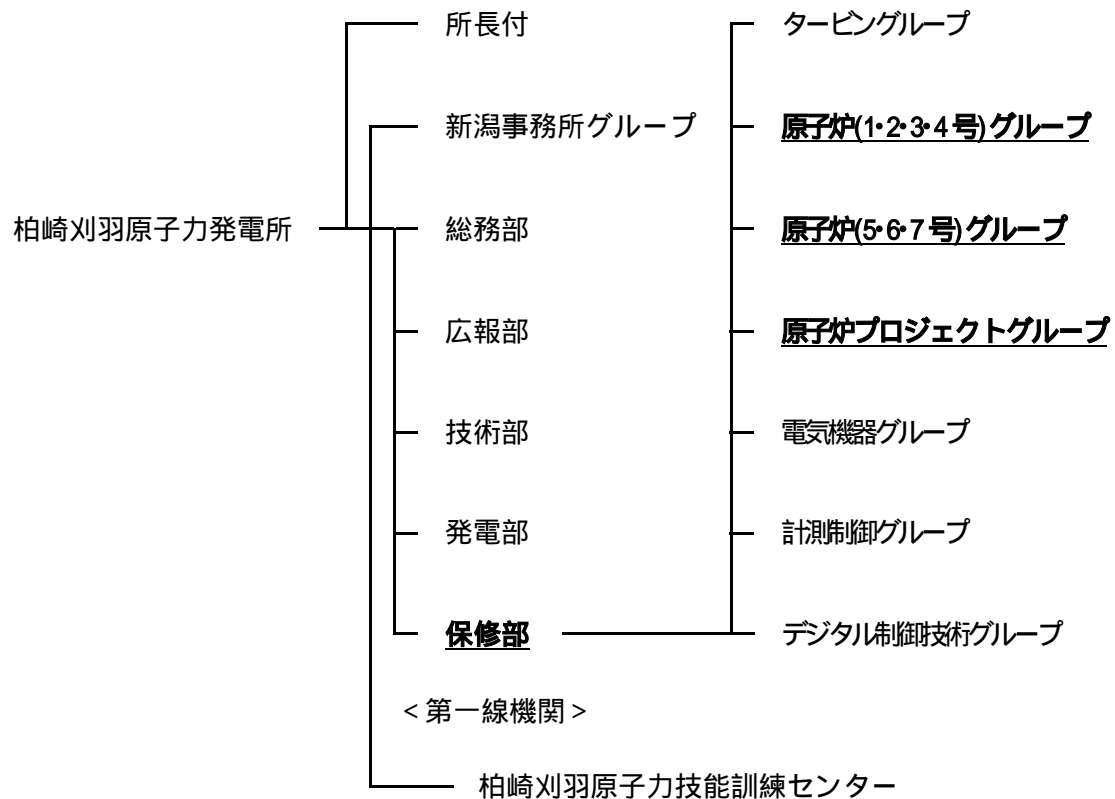 所長付
タービングループ
新潟事務所グループ
原子炉(1・2・3・4号)グループ
柏崎刈羽原子力発電所
総務部
原子炉(5・6・7号)グループ
広報部
原子炉プロジェクトグループ
技術部
電気機器グループ
発電部
計測制御グループ
保修部
デジタル制御技術グループ
<第一線機関>
柏崎刈羽原子力技能訓練センター